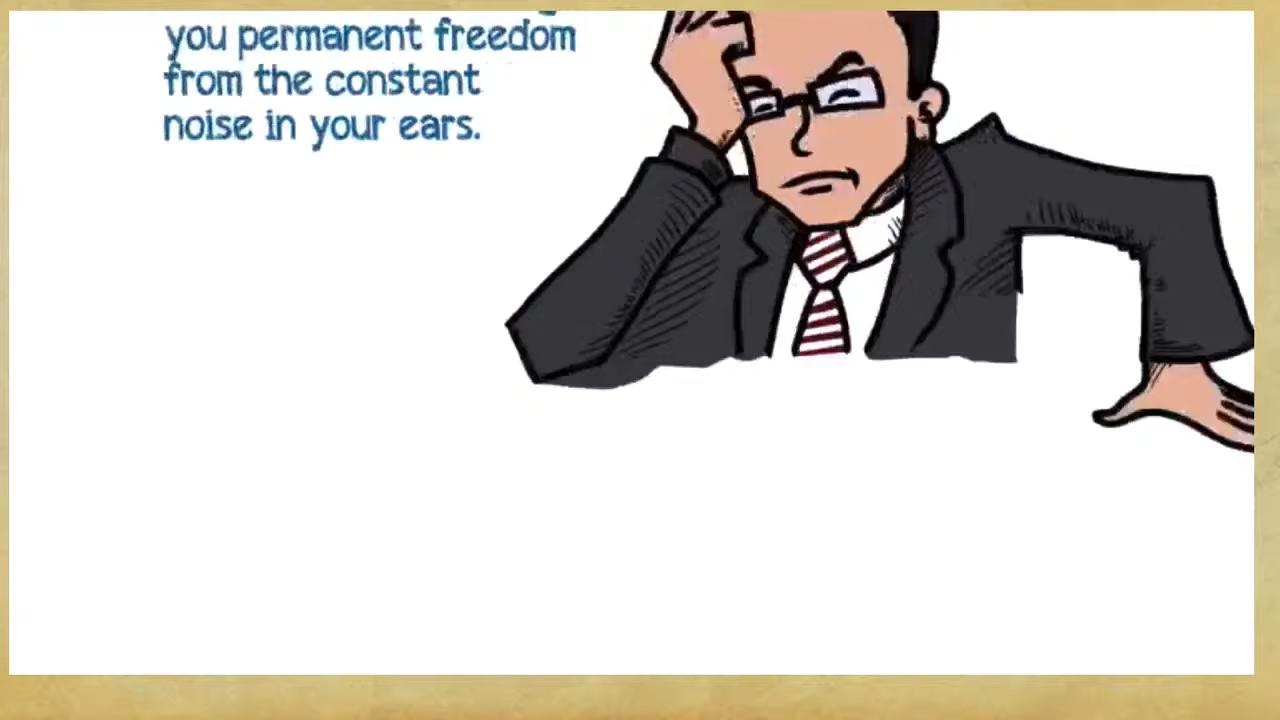 you permanent freedom
from the constant
noise in your ears.